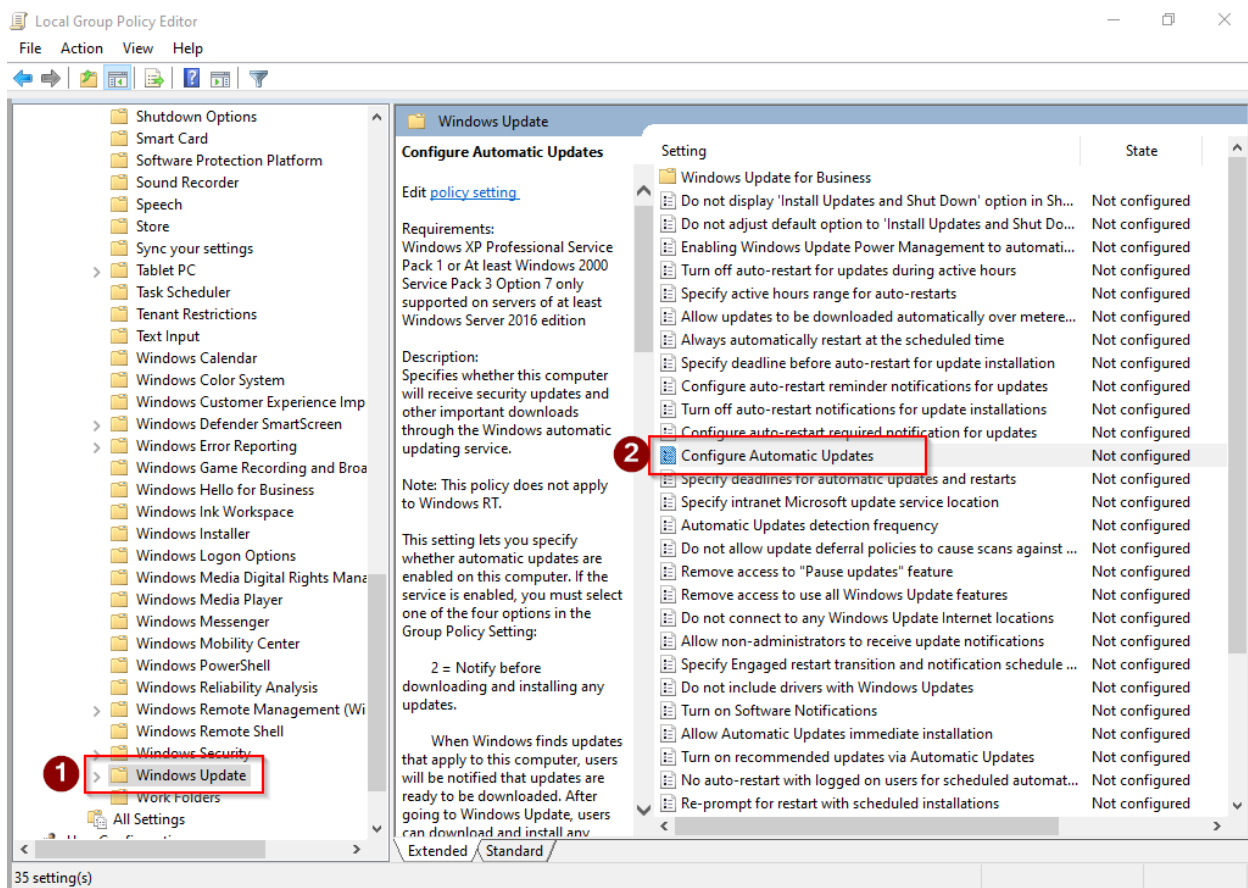 Local Group Policy Editor
File Action View Help
Shutdown Options
Smart Card
Software Protection Platform
Sound Recorder
Speech
Store
Sync your settings
Tablet PC
Task Scheduler
Tenant Restrictions
Text Input
Windows Calendar
Windows Color System
Windows Customer Experience Imp
Windows Defender SmartScreen
Windows Error Reporting
Windows Game Recording and Broa
Windows Hello for Business
Windows Ink Workspace
Windows Installer
Windows Logon Options
Windows Media Digital Rights Mana
Windows Media Player
Windows Messenger
Windows Mobility Center
Windows PowerShell
Windows Reliability Analysis
Windows Remote Management (Wi
Windows Remote Shell
Windows Security
1
Windows Update
Work Folders
All Settings
Windows Update
Configure Automatic Updates
Edit policy setting
Requirements:
Windows XP Professional Service
Pack 1 or At least Windows 2000
Service Pack 3 Option 7 only
supported on servers of at least
Windows Server 2016 edition
Description:
Specifies whether this computer
will receive security updates and
other important downloads
through the Windows automatic
updating service.
Note: This policy does not apply
to Windows RT.
This setting lets you specify
whether automatic updates are
enabled on this computer. If the
service is enabled, you must select
one of the four options in the
Group Policy Setting:
2 = Notify before
downloading and installing any
updates.
When Windows finds updates
that apply to this computer, users
will be notified that updates are
ready to be downloaded. After
going to Windows Update, users
can download and install any
Setting State
Windows Update for Business
Do not display 'Install Updates and Shut Down' option in Sh... Not configured
Do not adjust default option to 'Install Updates and Shut Do... Not configured
Enabling Windows Update Power Management to automati... Not configured
Turn off auto-restart for updates during active hours Not configured
Specify active hours range for auto-restarts Not configured
Allow updates to be downloaded automatically over metere... Not configured
Always automatically restart at the scheduled time Not configured
Specify deadline before auto-restart for update installation Not configured
Configure auto-restart reminder notifications for updates Not configured
Turn off auto-restart notifications for update installations Not configured
Configure auto-restart required notification for updates Not configured
2
Configure Automatic Updates Not configured
Specify deadlines for automatic updates and restarts Not configured
Specify intranet Microsoft update service location Not configured
Automatic Updates detection frequency Not configured
Do not allow update deferral policies to cause scans against ... Not configured
Remove access to "Pause updates" feature Not configured
Remove access to use all Windows Update features Not configured
Do not connect to any Windows Update Internet locations Not configured
Allow non-administrators to receive update notifications Not configured
Specify Engaged restart transition and notification schedule ... Not configured
Do not include drivers with Windows Updates Not configured
Turn on Software Notifications Not configured
Allow Automatic Updates immediate installation Not configured
Turn on recommended updates via Automatic Updates Not configured
No auto-restart with logged on users for scheduled automat... Not configured
Re-prompt for restart with scheduled installations Not configured
Extended Standard
35 setting(s)